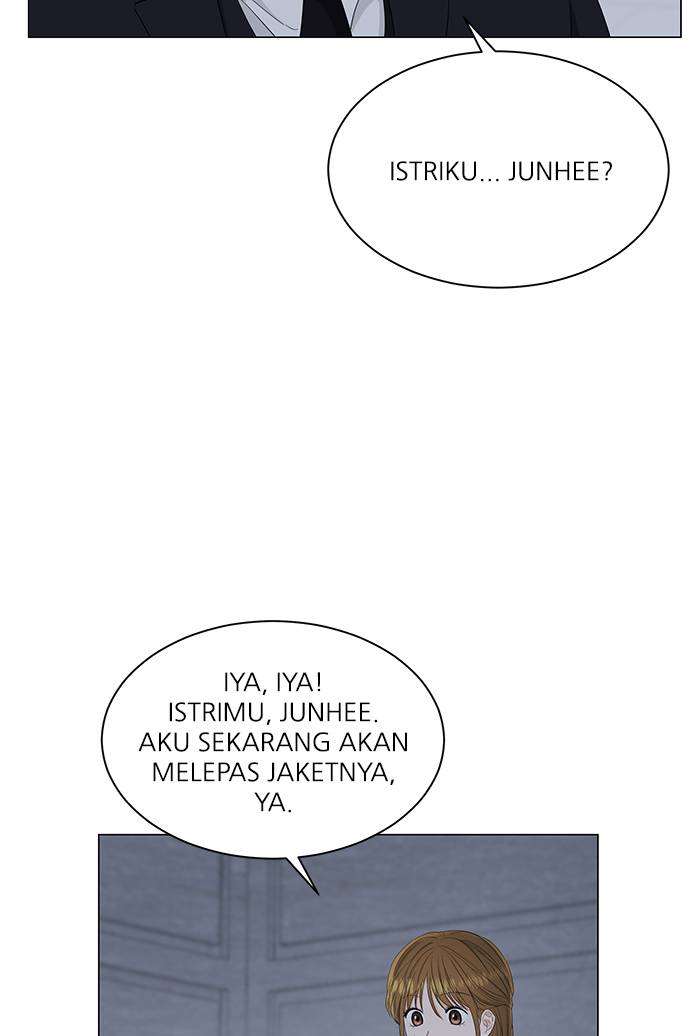 ISTRIKU... JUNHEE?
IYA, IYA!
ISTRIMU, JUNHEE.
AKU SEKARANG AKAN
MELEPAS JAKETNYA,
YA.